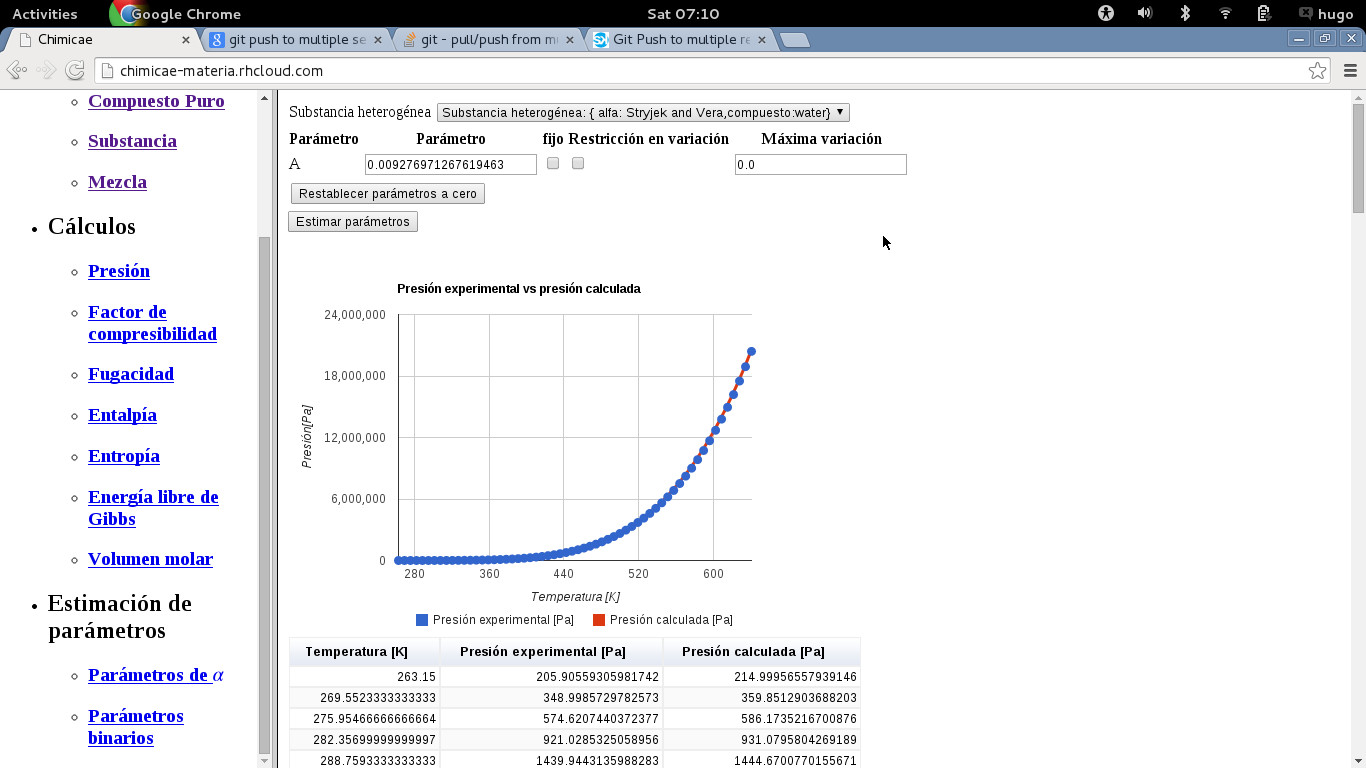 Activities Google Chrome Sat 07:10 hugo
Chimicae git push to multiple se git - pull/push from m Git Push to multiple re
chimicae-materia.rhcloud.com
Compuesto Puro
Substancia
Mezcla
Cálculos
Presión
Factor de
compresibilidad
Fugacidad
Entalpía
Entropía
Energía libre de
Gibbs
Volumen molar
Estimación de
parámetros
Parámetros de α
Parámetros
binarios
Substancia heterogénea Substancia heterogénea: { alfa: Stryjek and Vera,compuesto:water}
Parámetro Parámetro fijo Restricción en variación Máxima variación
A 0.009276971267619463 0.0
Restablecer parámetros a cero
Estimar parámetros
Presión experimental vs presión calculada
24,000,000
18,000,000
12,000,000
6,000,000
0
Presión[Pa]
280 360 440 520 600
Temperatura [K]
Presión experimental [Pa] Presión calculada [Pa]
Temperatura [K] Presión experimental [Pa] Presión calculada [Pa]
263.15 205.90559305981742 214.99956557939146
269.5523333333333 348.9985729782573 359.8512903688203
275.95466666666664 574.6207440372377 586.1735216700876
282.35699999999997 921.0285325058956 931.0795804269189
288.7593333333333 1439.9443135988283 1444.6700770155671